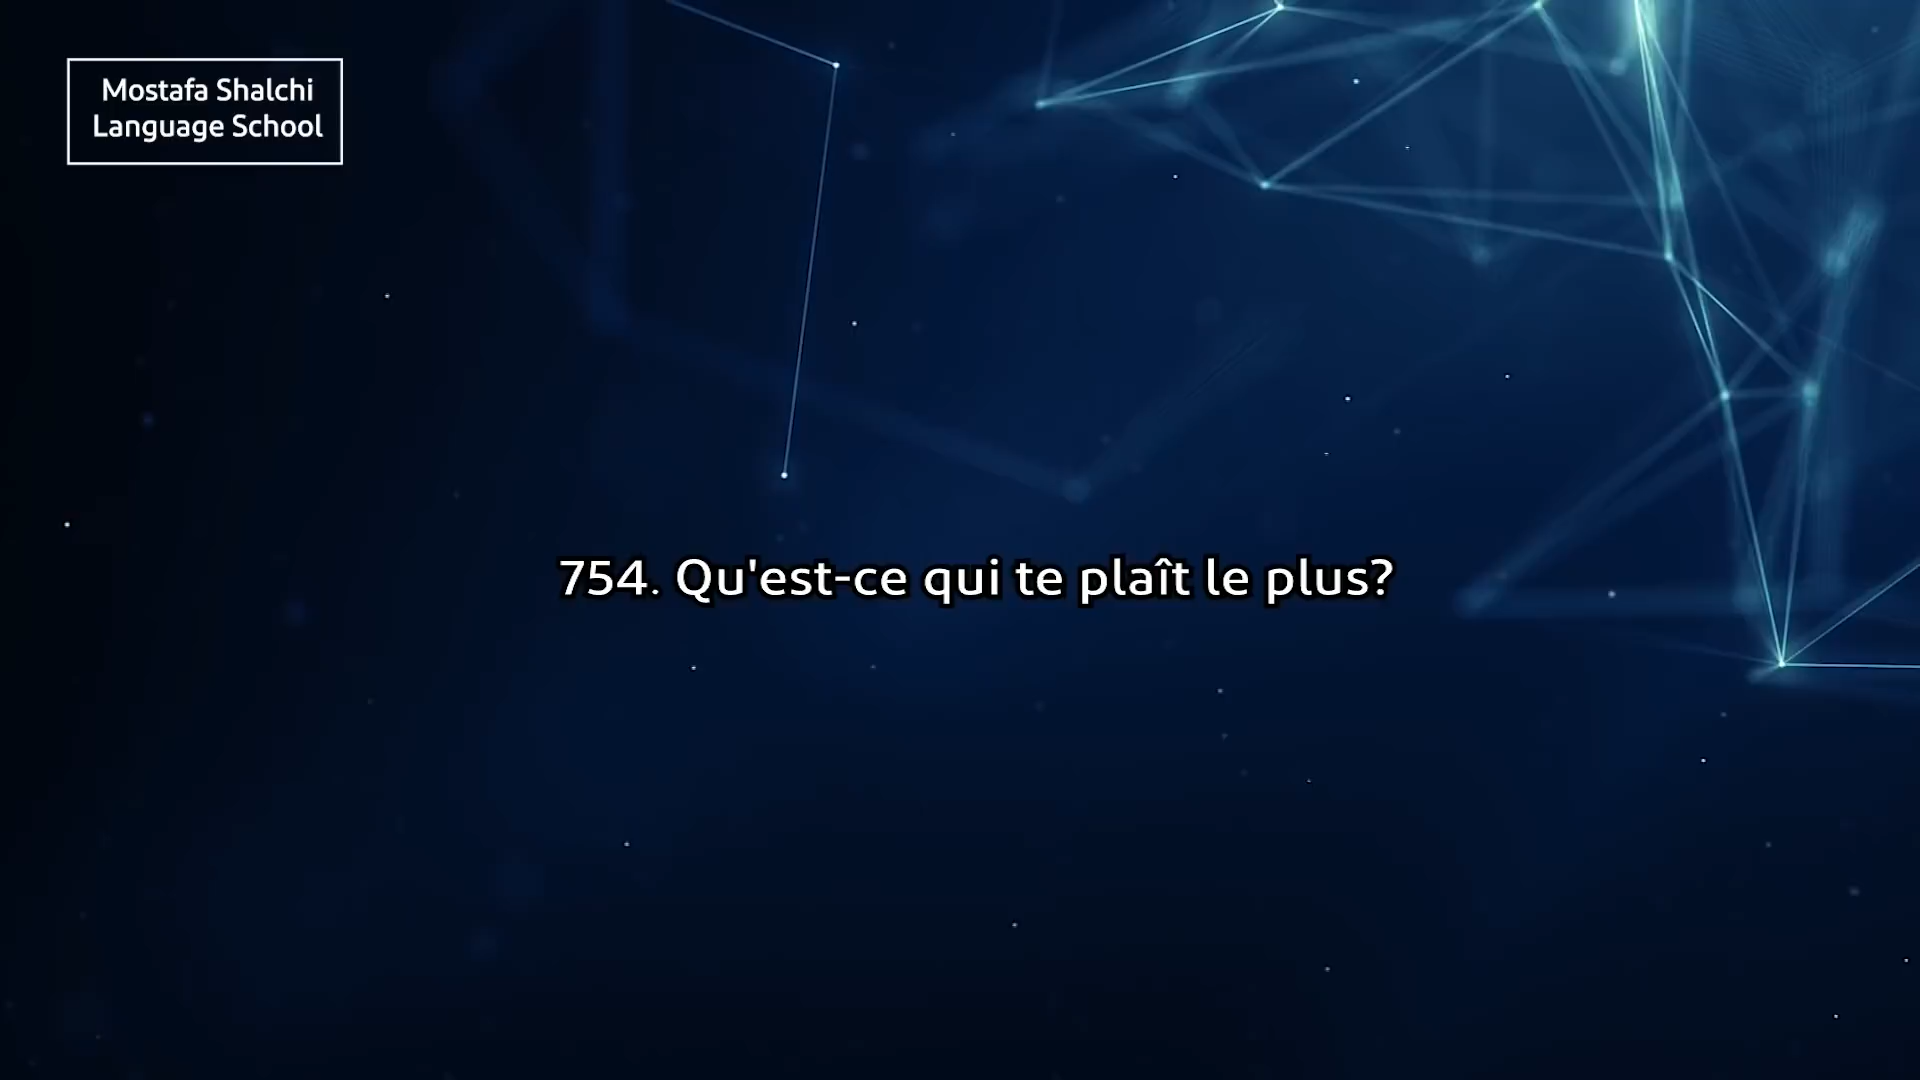 Mostafa Shalchi
Language School
754. Qu'est-ce qui te plaît le plus?